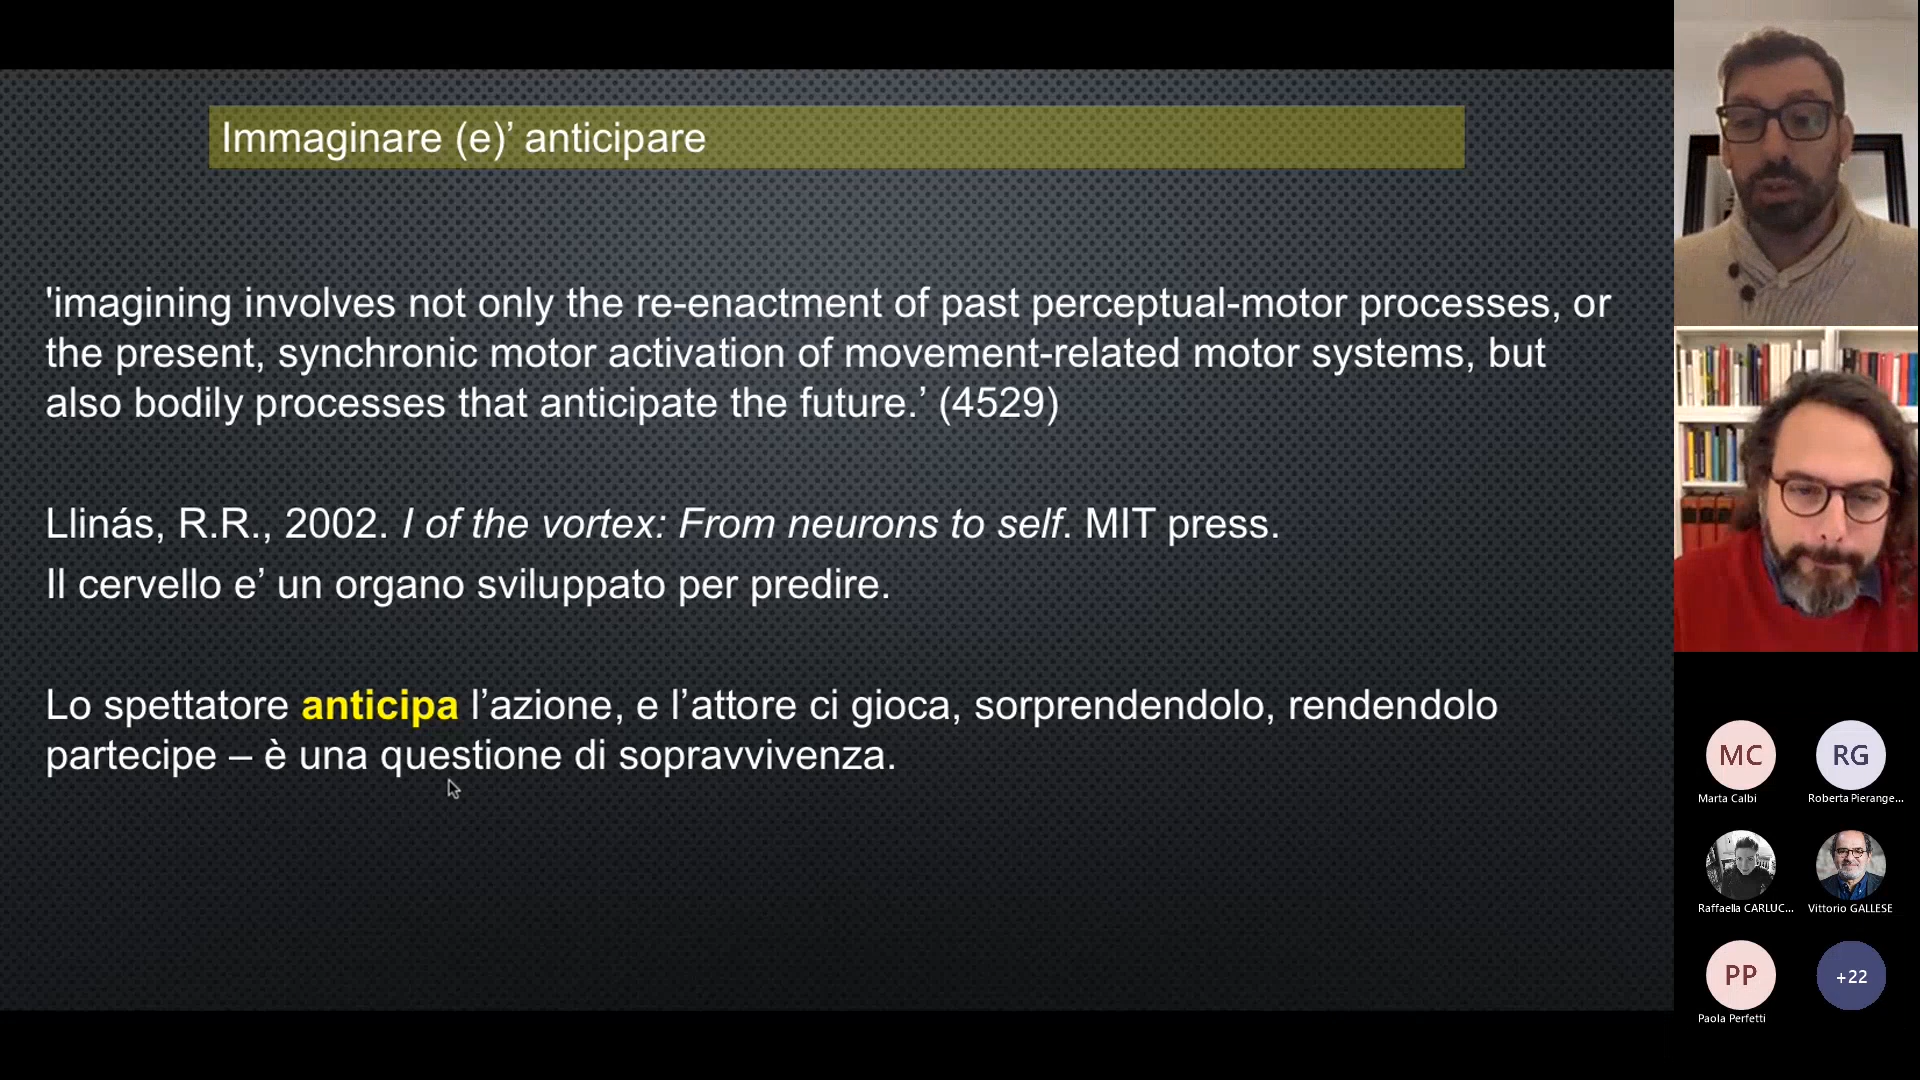 Immaginare (e)’ anticipare
'imagining involves not only the re-enactment of past perceptual-motor processes, or
the present, synchronic motor activation of movement-related motor systems, but
also bodily processes that anticipate the future.’ (4529)
Llinás, R.R., 2002. I of the vortex: From neurons to self. MIT press.
Il cervello e’ un organo sviluppato per predire.
Lo spettatore anticipa l’azione, e l’attore ci gioca, sorprendendolo, rendendolo
partecipe – è una questione di sopravvivenza.
MC
Marta Calbi
RG
Roberta Pierange...
Raffaella CARLUC...
Vittorio GALLESE
PP
Paola Perfetti
+22